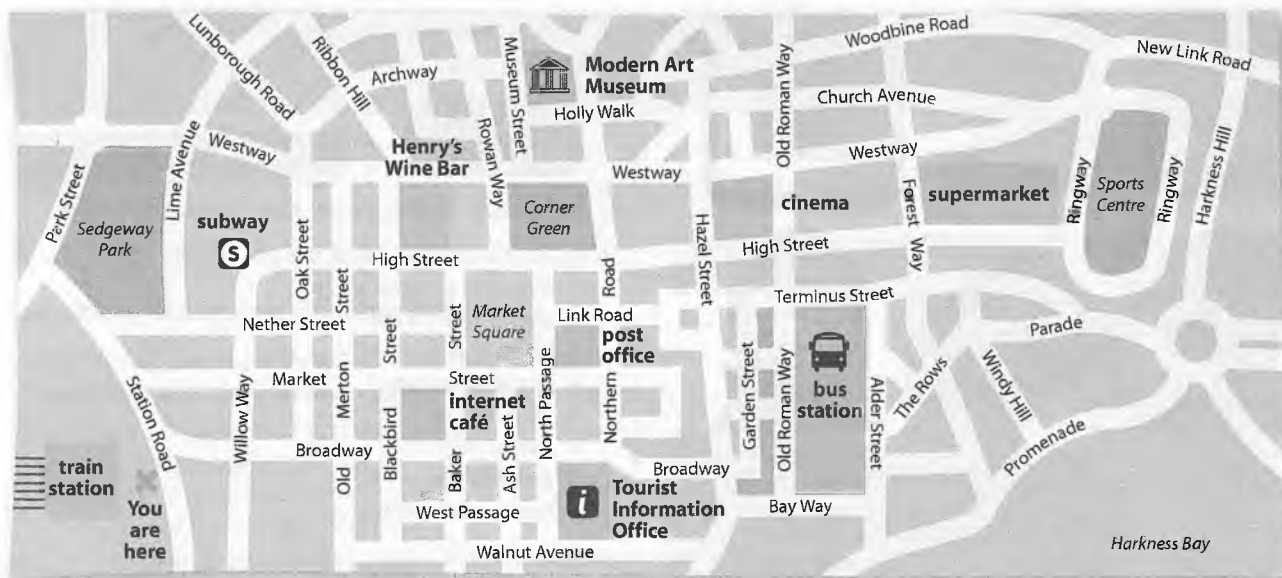 Lunborough Road
Ribbon Hill
Archway
Museum Street
Modern Art
Museum
Holly Walk
Old Roman Way
Woodbine Road
New Link Road
Church Avenue
Westway
Henry's
Wine Bar
Rowan Way
Westway
Westway
Harkness Hill
Park Street
Sedgeway
Park
Lime Avenue
subway
S
Oak Street
Corner
Green
Hazel Street
cinema
Forest Way
supermarket
Ringway
Sports
Centre
Ringway
High Street
High Street
Street
Market
Square
Road
Link Road
Terminus Street
Parade
Nether Street
Street
Street
post
office
bus
station
Market
Street
Station Road
Willow Way
Merton
internet
café
North Passage
Northern
Garden Street
Old Roman Way
Alder Street
The Rows
Windy Hill
Promenade
Broadway
Blackbird
Ash Street
Broadway
train
station
You
are
here
Old
Baker
West Passage
i
Tourist
Information
Office
Bay Way
Walnut Avenue
Harkness Bay